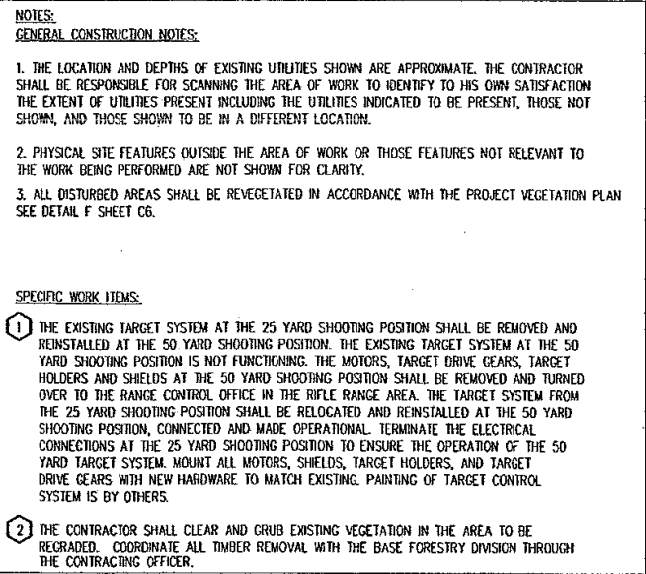 NOTES:
GENERAL CONSTRUCTION NOTES:
1. THE LOCATION AND DEPTHS OF EXISTING UTILITIES SHOWN ARE APPROXIMATE. THE CONTRACTOR
SHALL BE RESPONSIBLE FOR SCANNING THE AREA OF WORK TO IDENTIFY TO HIS OWN SATISFACTION
THE EXTENT OF UTILITIES PRESENT INCLUDING THE UTILITIES INDICATED TO BE PRESENT, THOSE NOT
SHOWN, AND THOSE SHOWN TO BE IN A DIFFERENT LOCATION.
2. PHYSICAL SITE FEATURES OUTSIDE THE AREA OF WORK OR THOSE FEATURES NOT RELEVANT TO
THE WORK BEING PERFORMED ARE NOT SHOWN FOR CLARITY.
3. ALL DISTURBED AREAS SHALL BE REVEGETATED IN ACCORDANCE WITH THE PROJECT VEGETATION PLAN
SEE DETAIL F SHEET C6.
SPECIFIC WORK ITEMS:
1 THE EXISTING TARGET SYSTEM AT THE 25 YARD SHOOTING POSITION SHALL BE REMOVED AND
REINSTALLED AT THE 50 YARD SHOOTING POSITION. THE EXISTING TARGET SYSTEM AT THE 50
YARD SHOOTING POSITION IS NOT FUNCTIONING. THE MOTORS, TARGET DRIVE GEARS, TARGET
HOLDERS AND SHIELDS AT THE 50 YARD SHOOTING POSITION SHALL BE REMOVED AND TURNED
OVER TO THE RANGE CONTROL OFFICE IN THE RIFLE RANGE AREA. THE TARGET SYSTEM FROM
THE 25 YARD SHOOTING POSITION SHALL BE RELOCATED AND REINSTALLED AT THE 50 YARD
SHOOTING POSITION, CONNECTED AND MADE OPERATIONAL. TERMINATE THE ELECTRICAL
CONNECTIONS AT THE 25 YARD SHOOTING POSITION TO ENSURE THE OPERATION OF THE 50
YARD TARGET SYSTEM. MOUNT ALL MOTORS, SHIELDS, TARGET HOLDERS, AND TARGET
DRIVE GEARS WITH NEW HARDWARE TO MATCH EXISTING. PAINTING OF TARGET CONTROL
SYSTEM IS BY OTHERS.
2 THE CONTRACTOR SHALL CLEAR AND GRUB EXISTING VEGETATION IN THE AREA TO BE
REGRADED. COORDINATE ALL TIMBER REMOVAL WITH THE BASE FORESTRY DIVISION THROUGH
THE CONTRACTING OFFICER.